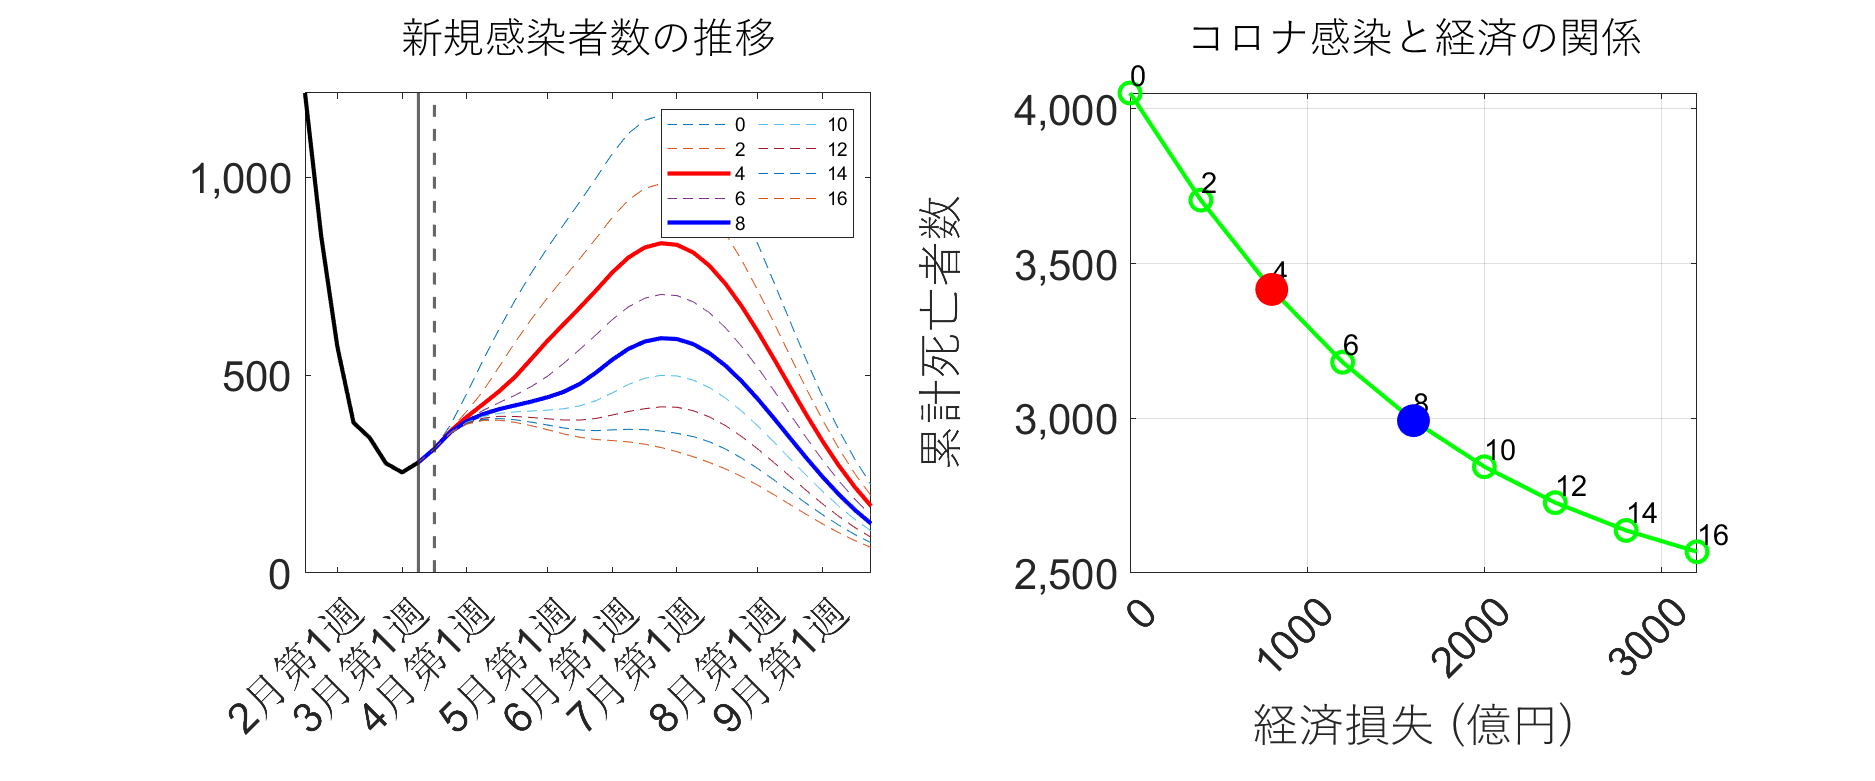 新規感染者数の推移
1,000
500
0
0
2
4
6
8
10
12
14
16
2月第1週
3月第1週
4月第1週
5月第1週
6月第1週
7月第1週
8月第1週
9月第1週
コロナ感染と経済の関係
累計死亡者数
4,000
3,500
3,000
2,500
0
2
4
6
8
10
12
14
16
0
1000
2000
3000
経済損失 (億円)